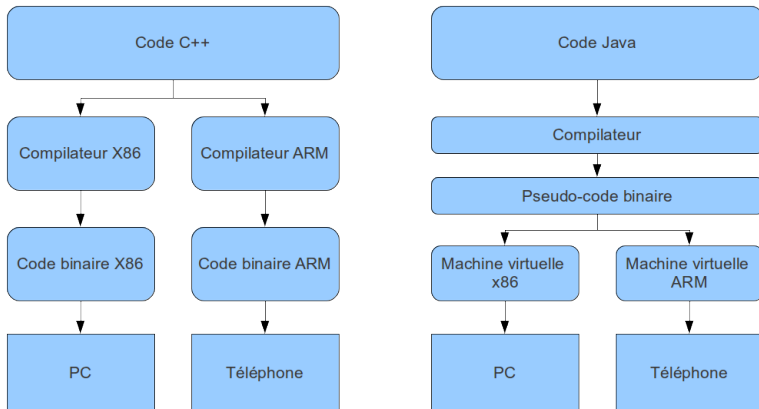 Code C++
Compilateur X86
Compilateur ARM
Code binaire X86
Code binaire ARM
PC
Téléphone
Code Java
Compilateur
Pseudo-code binaire
Machine virtuelle
x86
Machine virtuelle
ARM
PC
Téléphone